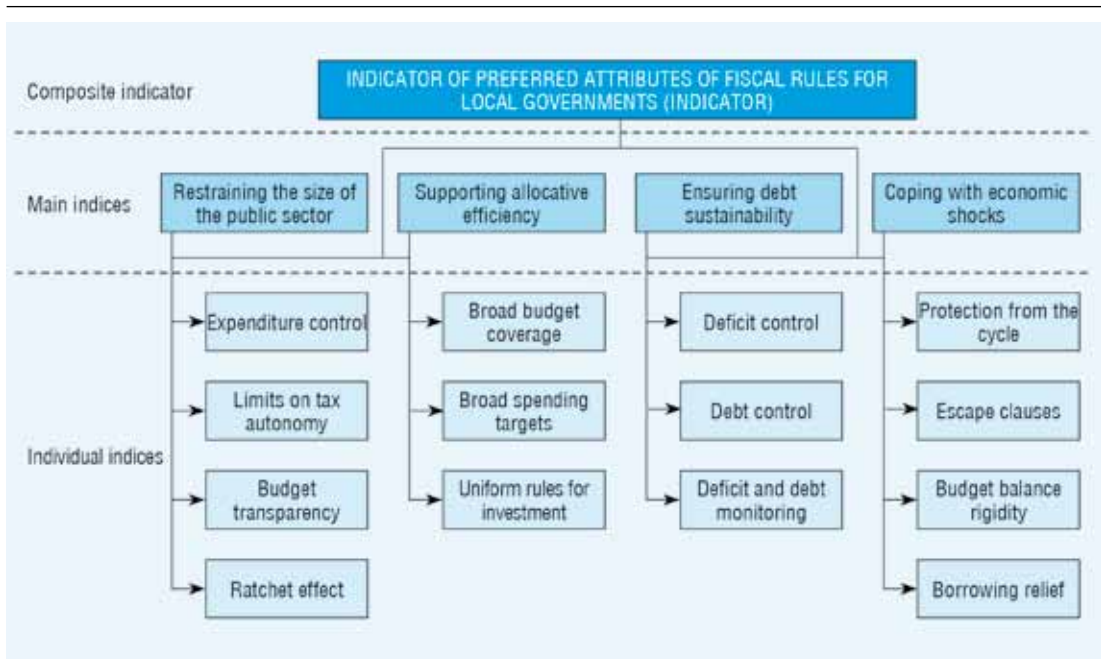 Composite indicator
INDICATOR OF PREFERRED ATTRIBUTES OF FISCAL RULES FOR
LOCAL GOVERNMENTS (INDICATOR)
Main indices
Restraining the size of
the public sector
Supporting allocative
efficiency
Ensuring debt
sustainability
Coping with economic
shocks
Individual indices
Expenditure control
Limits on tax
autonomy
Budget
transparency
Ratchet effect
Broad budget
coverage
Broad spending
targets
Uniform rules for
investment
Deficit control
Debt control
Deficit and debt
monitoring
Protection from the
cycle
Escape clauses
Budget balance
rigidity
Borrowing relief